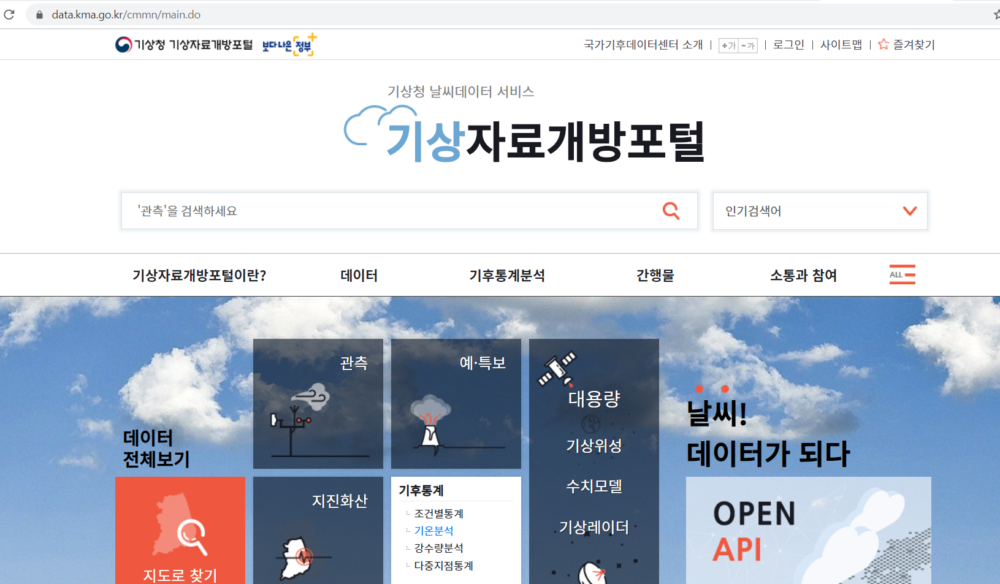 data.kma.go.kr/cmmn/main.do
기상청 기상자료개방포털 보다나은 정부
국가기후데이터센터 소개 | +가 -가 | 로그인 | 사이트맵 | 즐겨찾기
기상청 날씨데이터 서비스
기상자료개방포털
'관측'을 검색하세요
인기검색어
기상자료개방포털이란? 데이터 기후통계분석 간행물 소통과 참여 ALL
데이터
전체보기
관측
예·특보
대용량
기상위성
수치모델
기상레이더
날씨!
데이터가 되다
지도로 찾기
지진화산
기후통계
조건별통계
기온분석
강수량분석
다중지점통계
OPEN
API